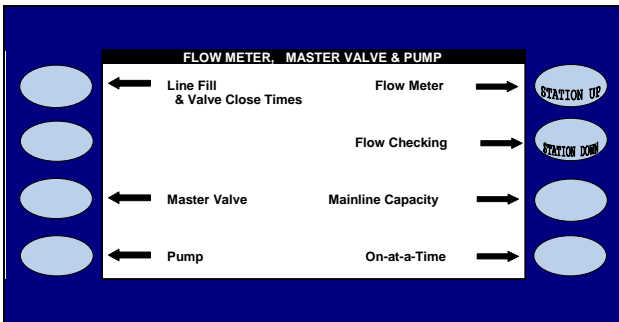 FLOW METER, MASTER VALVE & PUMP
Line Fill
& Valve Close Times
Flow Meter
STATION UP
Flow Checking
STATION DOWN
Master Valve
Mainline Capacity
Pump
On-at-a-Time